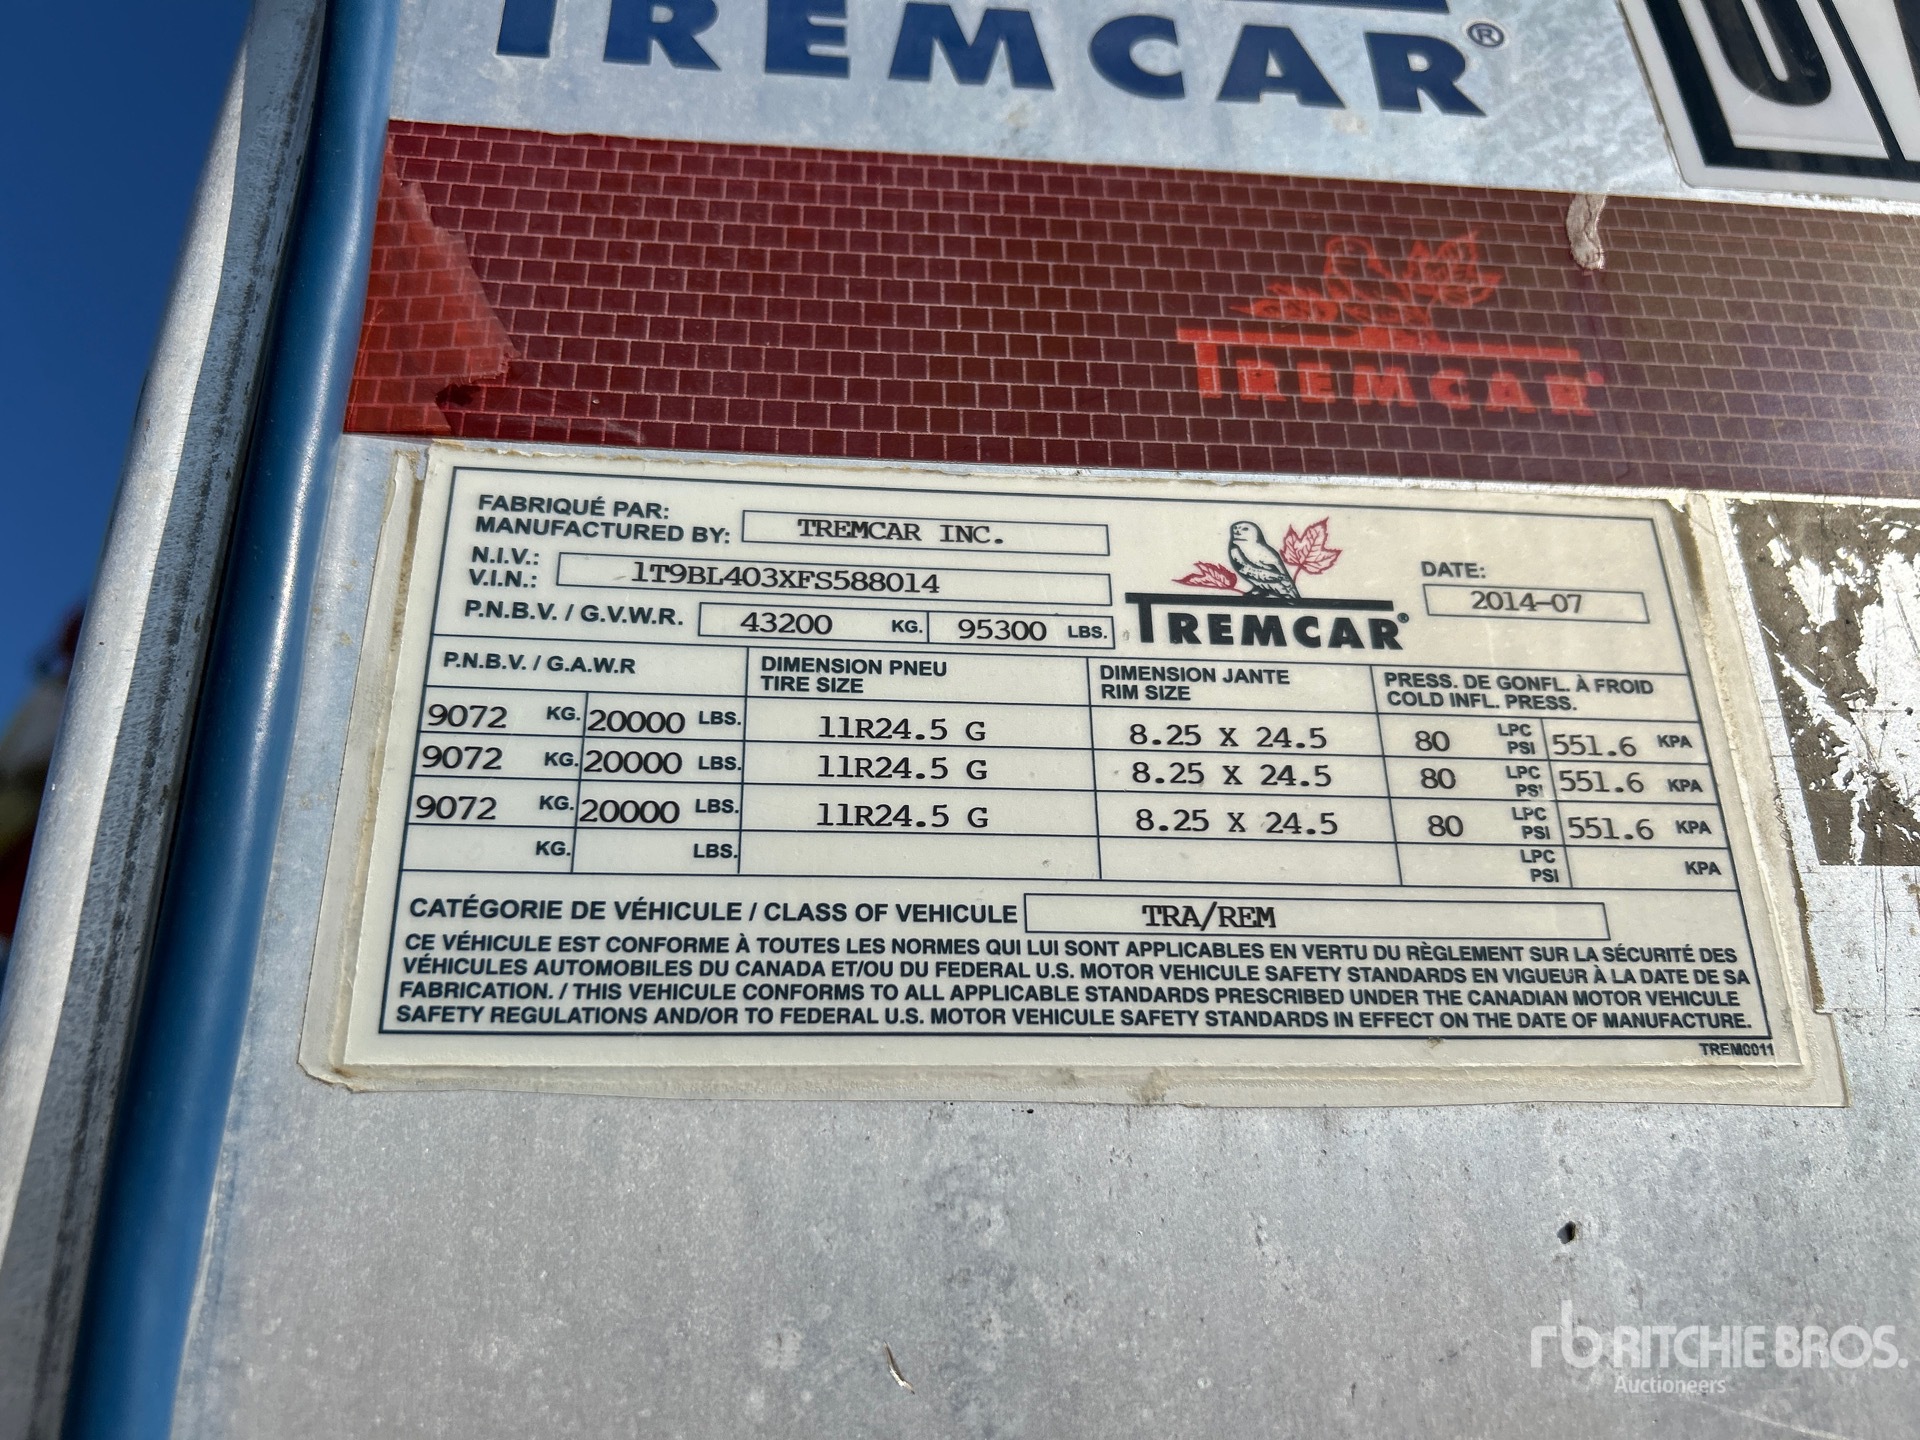 TREMCAR®
TREMCAR
FABRIQUÉ PAR:
MANUFACTURED BY: TREMCAR INC.
N.I.V.:
V.I.N.: 1T9BL403XFS588014
P.N.B.V. / G.V.W.R. 43200 KG. 95300 LBS.
TREMCAR®
DATE:
2014-07
P.N.B.V. / G.A.W.R
DIMENSION PNEU
TIRE SIZE
DIMENSION JANTE
RIM SIZE
PRESS. DE GONFL. À FROID
COLD INFL. PRESS.
9072 KG. 20000 LBS. 11R24.5 G 8.25 X 24.5 80 LPC PSI 551.6 KPA
9072 KG. 20000 LBS. 11R24.5 G 8.25 X 24.5 80 LPC PSI 551.6 KPA
9072 KG. 20000 LBS. 11R24.5 G 8.25 X 24.5 80 LPC PSI 551.6 KPA
KG. LBS. LPC PSI KPA
CATÉGORIE DE VÉHICULE / CLASS OF VEHICULE TRA/REM
CE VÉHICULE EST CONFORME À TOUTES LES NORMES QUI LUI SONT APPLICABLES EN VERTU DU RÈGLEMENT SUR LA SÉCURITÉ DES
VÉHICULES AUTOMOBILES DU CANADA ET/OU DU FEDERAL U.S. MOTOR VEHICULE SAFETY STANDARDS EN VIGUEUR À LA DATE DE SA
FABRICATION. / THIS VEHICULE CONFORMS TO ALL APPLICABLE STANDARDS PRESCRIBED UNDER THE CANADIAN MOTOR VEHICULE
SAFETY REGULATIONS AND/OR TO FEDERAL U.S. MOTOR VEHICULE SAFETY STANDARDS IN EFFECT ON THE DATE OF MANUFACTURE.
TREM0011
rb RITCHIE BROS.
Auctioneers